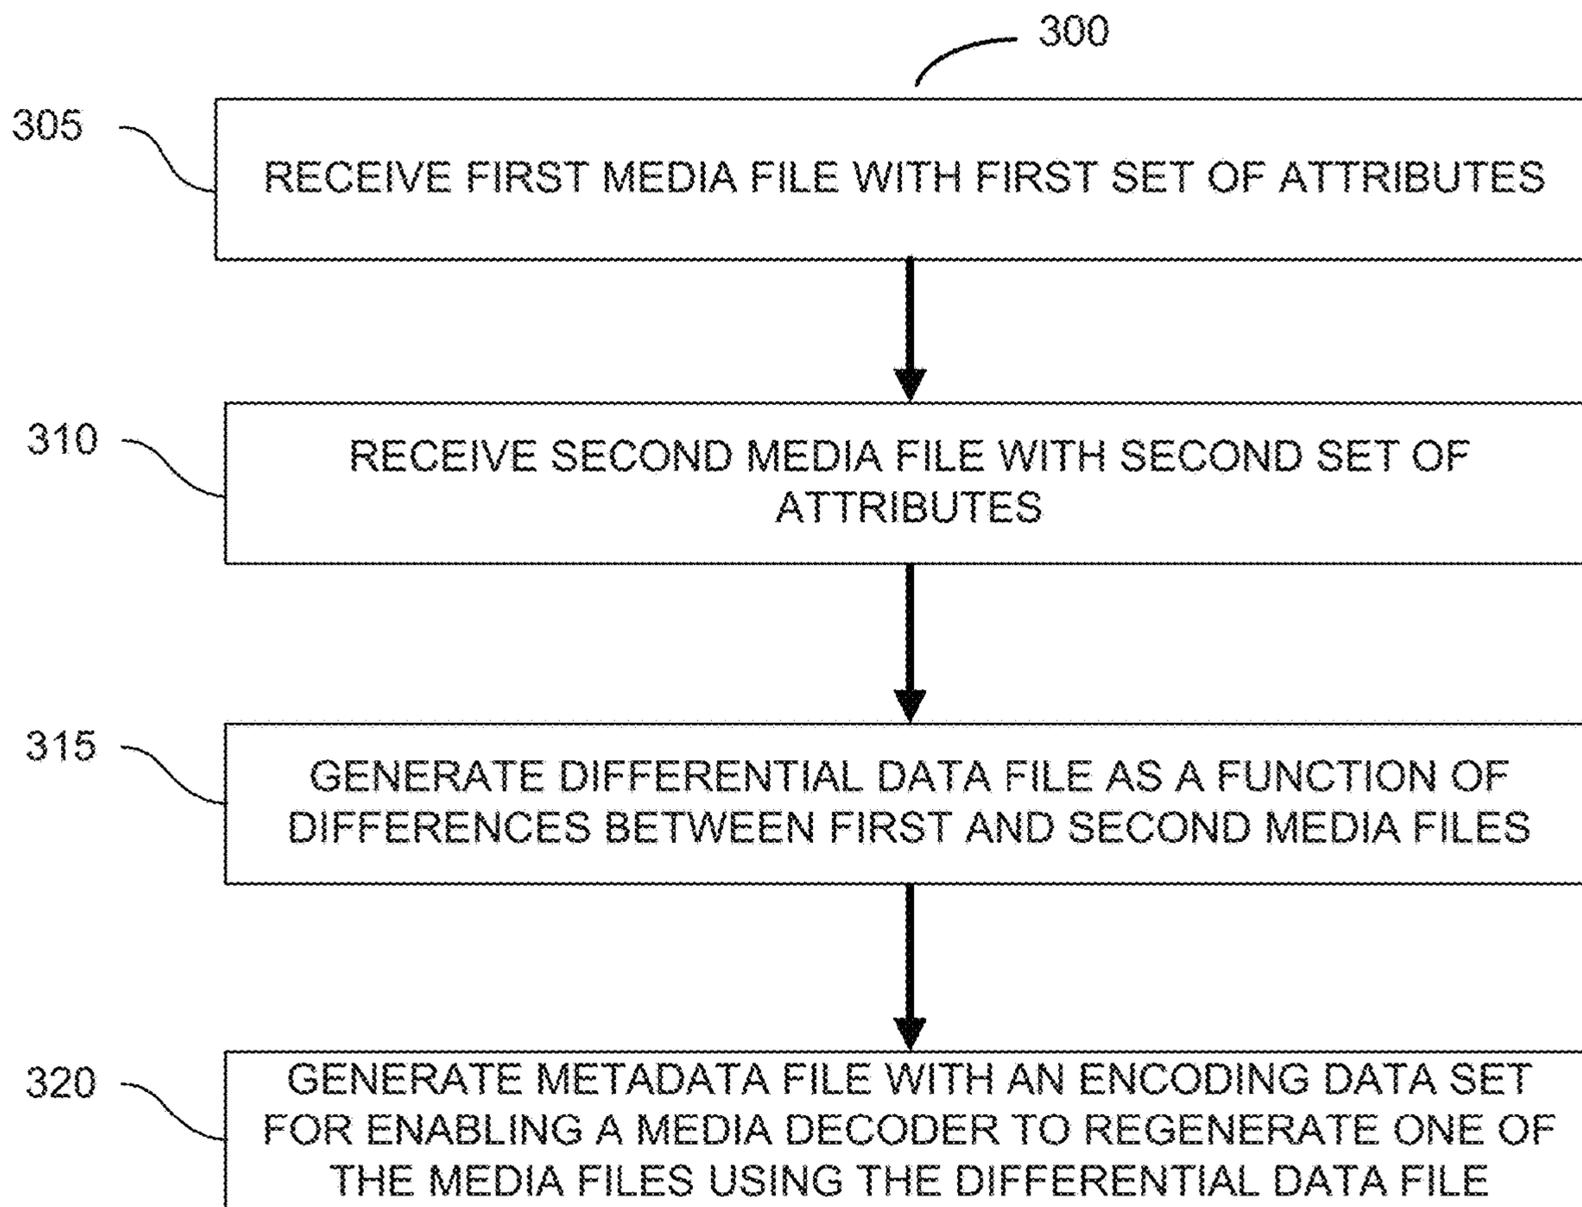 300
305
RECEIVE FIRST MEDIA FILE WITH FIRST SET OF ATTRIBUTES
310
RECEIVE SECOND MEDIA FILE WITH SECOND SET OF
ATTRIBUTES
315
GENERATE DIFFERENTIAL DATA FILE AS A FUNCTION OF
DIFFERENCES BETWEEN FIRST AND SECOND MEDIA FILES
320
GENERATE METADATA FILE WITH AN ENCODING DATA SET
FOR ENABLING A MEDIA DECODER TO REGENERATE ONE OF
THE MEDIA FILES USING THE DIFFERENTIAL DATA FILE